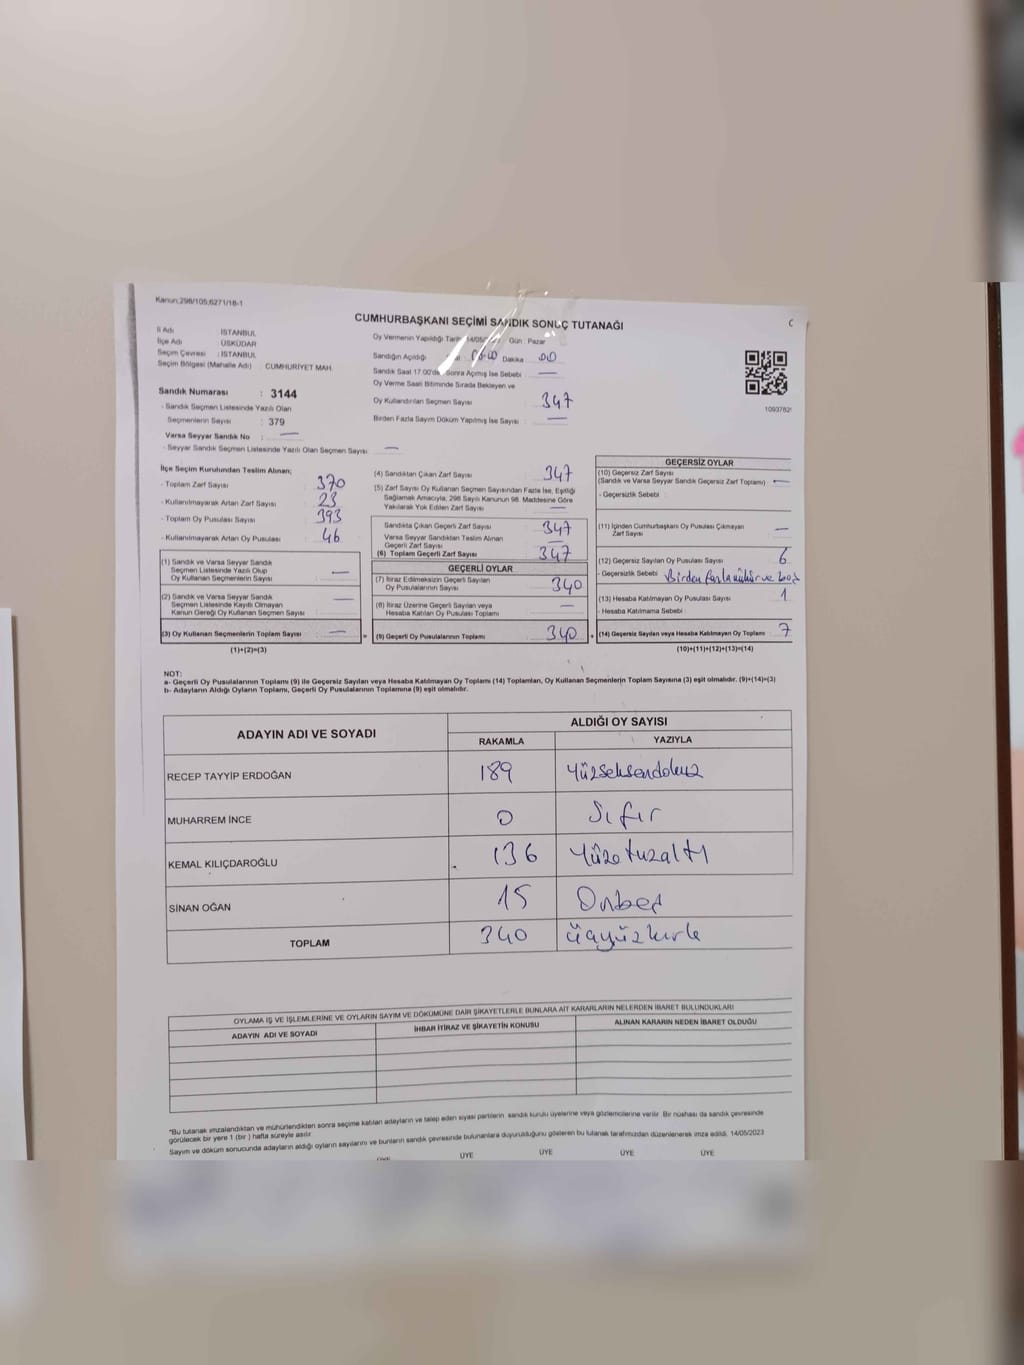 Kanun:298/105;6271/18-1
CUMHURBAŞKANI SEÇİMİ SANDIK SONUÇ TUTANAĞI
İl Adı : İSTANBUL
İlçe Adı : ÜSKÜDAR
Seçim Çevresi : İSTANBUL
Seçim Bölgesi (Mahalle Adı) : CUMHURİYET MAH.
Sandık Numarası : 3144
- Sandık Seçmen Listesinde Yazılı Olan
Seçmenlerin Sayısı : 379
Varsa Seyyar Sandık No : —
- Seyyar Sandık Seçmen Listesinde Yazılı Olan Seçmen Sayısı : —
Oy Vermenin Yapıldığı Tarih 14/05/ Gün : Pazar
Sandığın Açıldığı Dakika 00
Sandık Saat 17.00'de Sonra Açmış İse Sebebi : —
Oy Verme Saati Bitiminde Sırada Bekleyen ve
Oy Kullandırılan Seçmen Sayısı : 347
Birden Fazla Sayım Döküm Yapılmış İse Sayısı : —
1093782
İlçe Seçim Kurulundan Teslim Alınan;
- Toplam Zarf Sayısı : 370
- Kullanılmayarak Artan Zarf Sayısı : 23
- Toplam Oy Pusulası Sayısı : 393
- Kullanılmayarak Artan Oy Pusulası : 46
(1) Sandık ve Varsa Seyyar Sandık
Seçmen Listesinde Yazılı Olup
Oy Kullanan Seçmenlerin Sayısı : —
(2) Sandık ve Varsa Seyyar Sandık
Seçmen Listesinde Kayıtlı Olmayan
Kanun Gereği Oy Kullanan Seçmen Sayısı : —
(3) Oy Kullanan Seçmenlerin Toplam Sayısı : —
(1)+(2)=(3)
(4) Sandıktan Çıkan Zarf Sayısı : 347
(5) Zarf Sayısı Oy Kullanan Seçmen Sayısından Fazla İse, Eşitliği
Sağlamak Amacıyla, 298 Sayılı Kanunun 98. Maddesine Göre
Yakılarak Yok Edilen Zarf Sayısı : —
Sandıkta Çıkan Geçerli Zarf Sayısı : 347
Varsa Seyyar Sandıktan Teslim Alınan
Geçerli Zarf Sayısı : —
(6) Toplam Geçerli Zarf Sayısı : 347
GEÇERLİ OYLAR
(7) İtiraz Edilmeksizin Geçerli Sayılan
Oy Pusulalarının Sayısı : 340
(8) İtiraz Üzerine Geçerli Sayılan veya
Hesaba Katılan Oy Pusulası Toplamı : —
(9) Geçerli Oy Pusulalarının Toplamı : 340
GEÇERSİZ OYLAR
(10) Geçersiz Zarf Sayısı
(Sandık ve Varsa Seyyar Sandık Geçersiz Zarf Toplamı) : —
- Geçersizlik Sebebi :
(11) İçinden Cumhurbaşkanı Oy Pusulası Çıkmayan
Zarf Sayısı : —
(12) Geçersiz Sayılan Oy Pusulası Sayısı : 6
- Geçersizlik Sebebi : Birden fazla mühür ve
(13) Hesaba Katılmayan Oy Pusulası Sayısı : 1
- Hesaba Katılmama Sebebi :
(14) Geçersiz Sayılan veya Hesaba Katılmayan Oy Toplamı : 7
(10)+(11)+(12)+(13)=(14)
NOT:
a- Geçerli Oy Pusulalarının Toplamı (9) ile Geçersiz Sayılan veya Hesaba Katılmayan Oy Toplamı (14) Toplamları, Oy Kullanan Seçmenlerin Toplam Sayısına (3) eşit olmalıdır. (9)+(14)=(3)
b- Adayların Aldığı Oyların Toplamı, Geçerli Oy Pusulalarının Toplamına (9) eşit olmalıdır.
ADAYIN ADI VE SOYADI
ALDIĞI OY SAYISI
RAKAMLA YAZIYLA
RECEP TAYYİP ERDOĞAN 189 Yüzseksendokuz
MUHARREM İNCE 0 Sıfır
KEMAL KILIÇDAROĞLU 136 Yüzotuzaltı
SİNAN OĞAN 15 Onbeş
TOPLAM 340 üçyüzkırk
OYLAMA İŞ VE İŞLEMLERİNE VE OYLARIN SAYIM VE DÖKÜMÜNE DAİR ŞİKAYETLERLE BUNLARA AİT KARARLARIN NELERDEN İBARET BULUNDUKLARI
ADAYIN ADI VE SOYADI İHBAR İTİRAZ VE ŞİKAYETİN KONUSU ALINAN KARARIN NEDEN İBARET OLDUĞU
"Bu tutanak imzalandıktan ve mühürlendikten sonra seçime katılan adayların ve talep eden siyasi partilerin sandık kurulu üyelerine veya gözlemcilerine verilir. Bir nüshası da sandık çevresinde
görülecek bir yere 1 (bir ) hafta süreyle asılır.
Sayım ve döküm sonucunda adayların aldığı oyların sayılarını ve bunların sandık çevresinde bulunanlara duyurulduğunu gösteren bu tutanak tarafımızdan düzenlenerek imza edildi. 14/05/2023
ÜYE ÜYE ÜYE ÜYE ÜYE